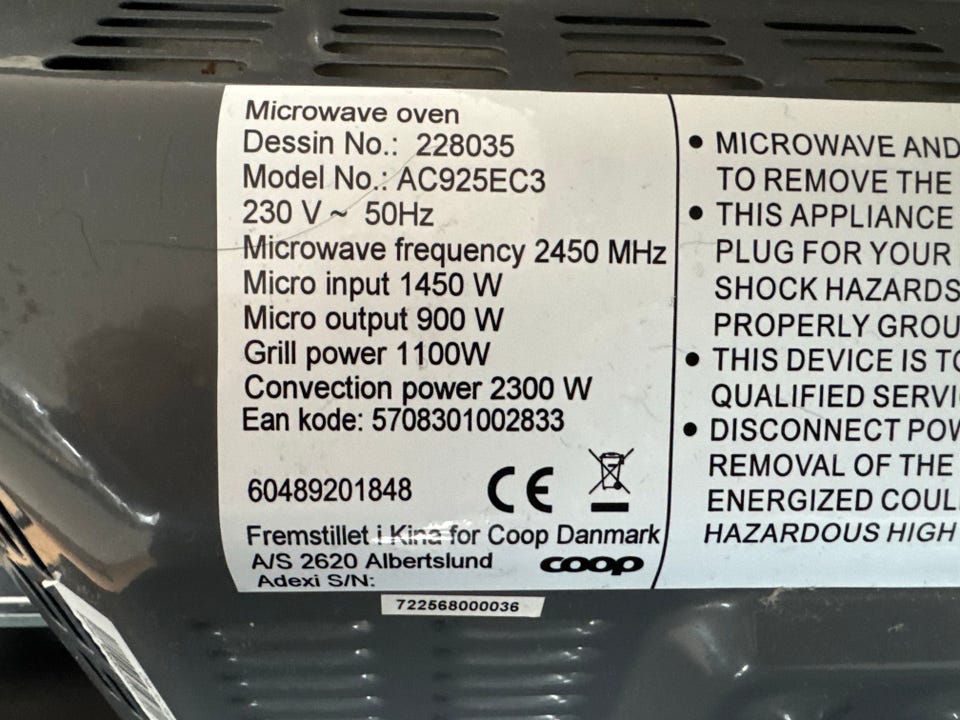 Microwave oven
Dessin No.: 228035
Model No.: AC925EC3
230 V ~ 50Hz
Microwave frequency 2450 MHz
Micro input 1450 W
Micro output 900 W
Grill power 1100W
Convection power 2300 W
Ean kode: 5708301002833
60489201848
CE
Fremstillet i Kina for Coop Danmark
A/S 2620 Albertslund
coop
Adexi S/N:
722568000036
• MICROWAVE AND
TO REMOVE THE
• THIS APPLIANCE
PLUG FOR YOUR
SHOCK HAZARDS
PROPERLY GROU
• THIS DEVICE IS TO
QUALIFIED SERVI
• DISCONNECT POW
REMOVAL OF THE
ENERGIZED COUL
HAZARDOUS HIGH